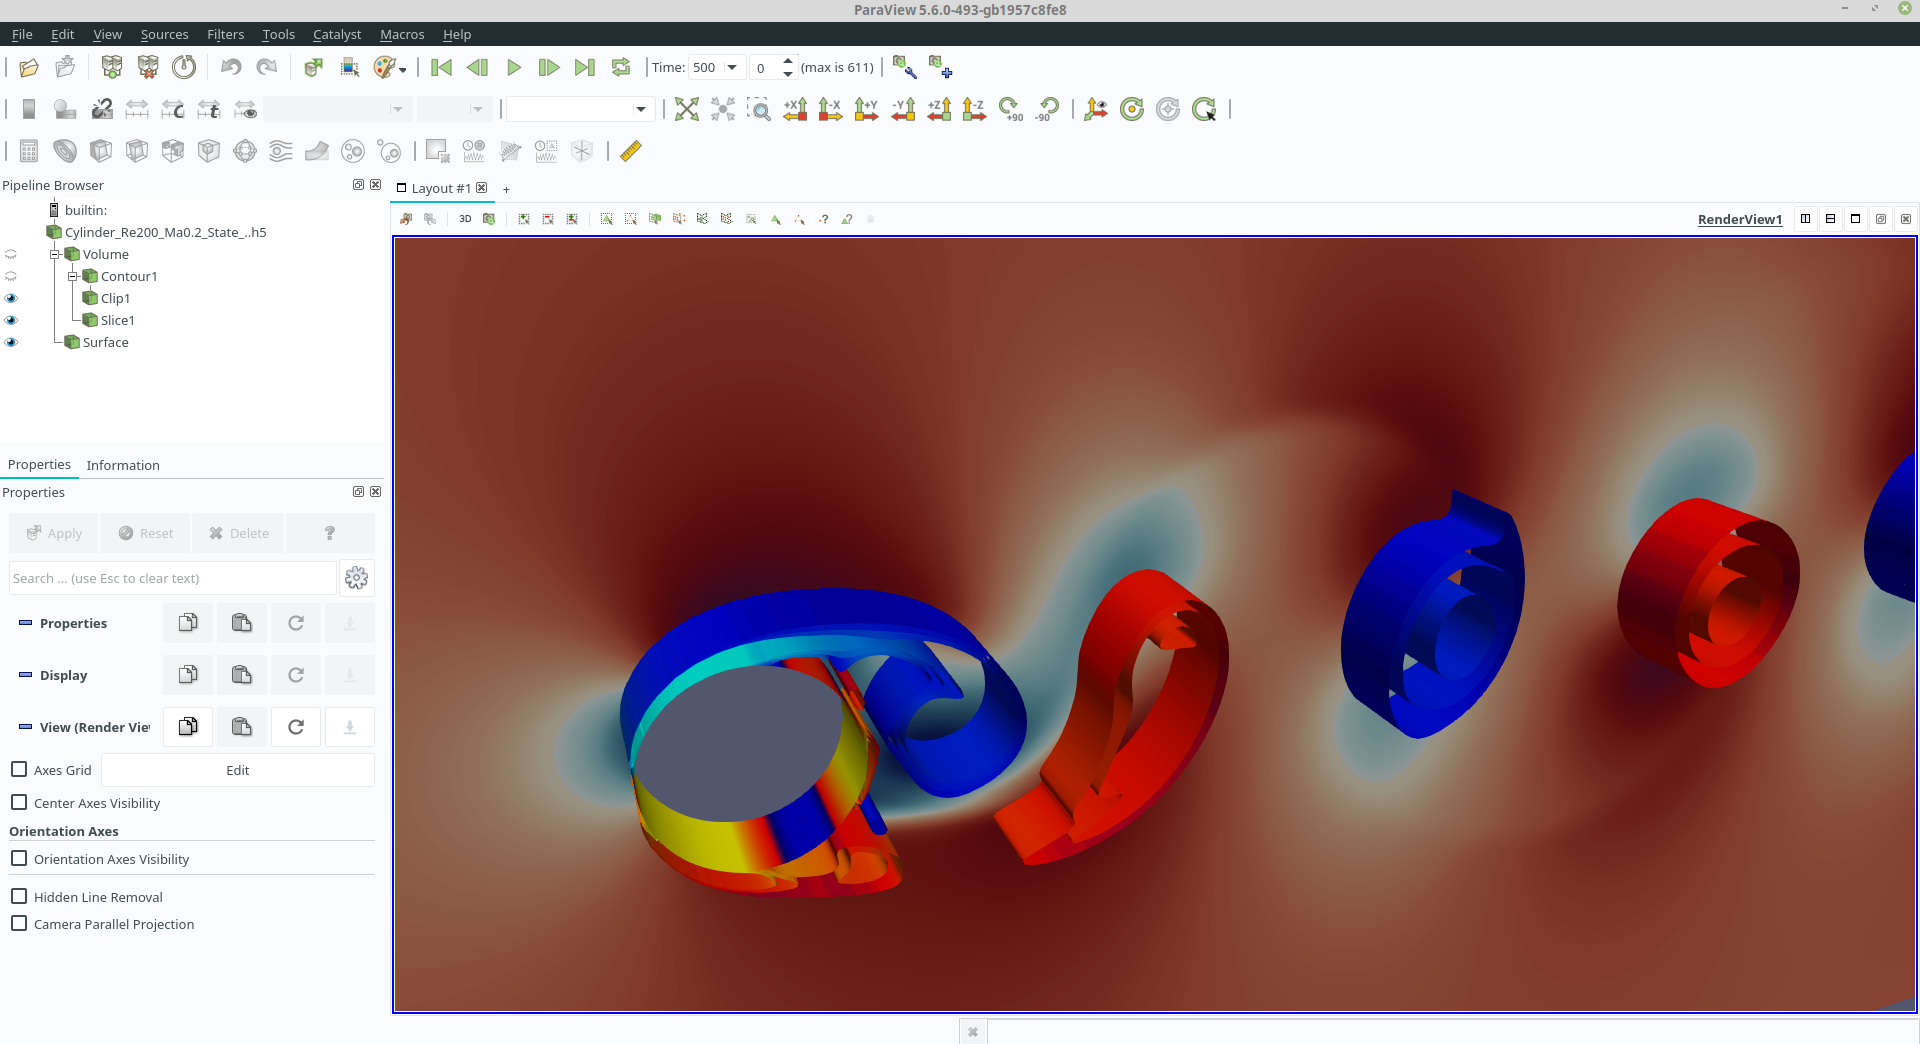 ParaView 5.6.0-493-gb1957c8fe8
File Edit View Sources Filters Tools Catalyst Macros Help
Time: 500 0 (max is 611)
+X -X +Y -Y +Z -Z +90 -90
Pipeline Browser
Layout #1 +
builtin:
3D
RenderView1
Cylinder_Re200_Ma0.2_State_..h5
Volume
Contour1
Clip1
Slice1
Surface
Properties Information
Properties
Apply Reset Delete ?
Search ... (use Esc to clear text)
Properties
Display
View (Render Vie
Axes Grid Edit
Center Axes Visibility
Orientation Axes
Orientation Axes Visibility
Hidden Line Removal
Camera Parallel Projection